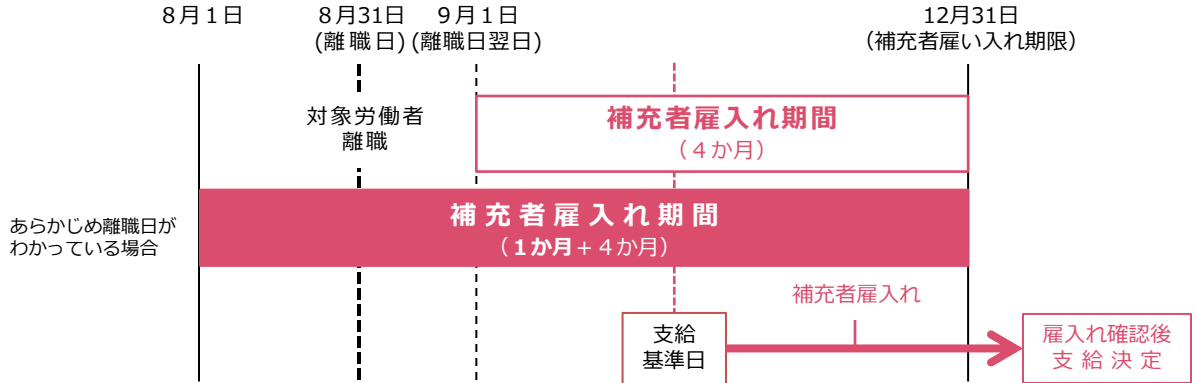 8月1日
8月31日
(離職日)
9月1日
(離職日翌日)
12月31日
(補充者雇い入れ期限)
対象労働者
離職
補充者雇入れ期間
(4か月)
あらかじめ離職日が
わかっている場合
補充者雇入れ期間
(1か月+4か月)
補充者雇入れ
支給
基準日
雇入れ確認後
支給決定